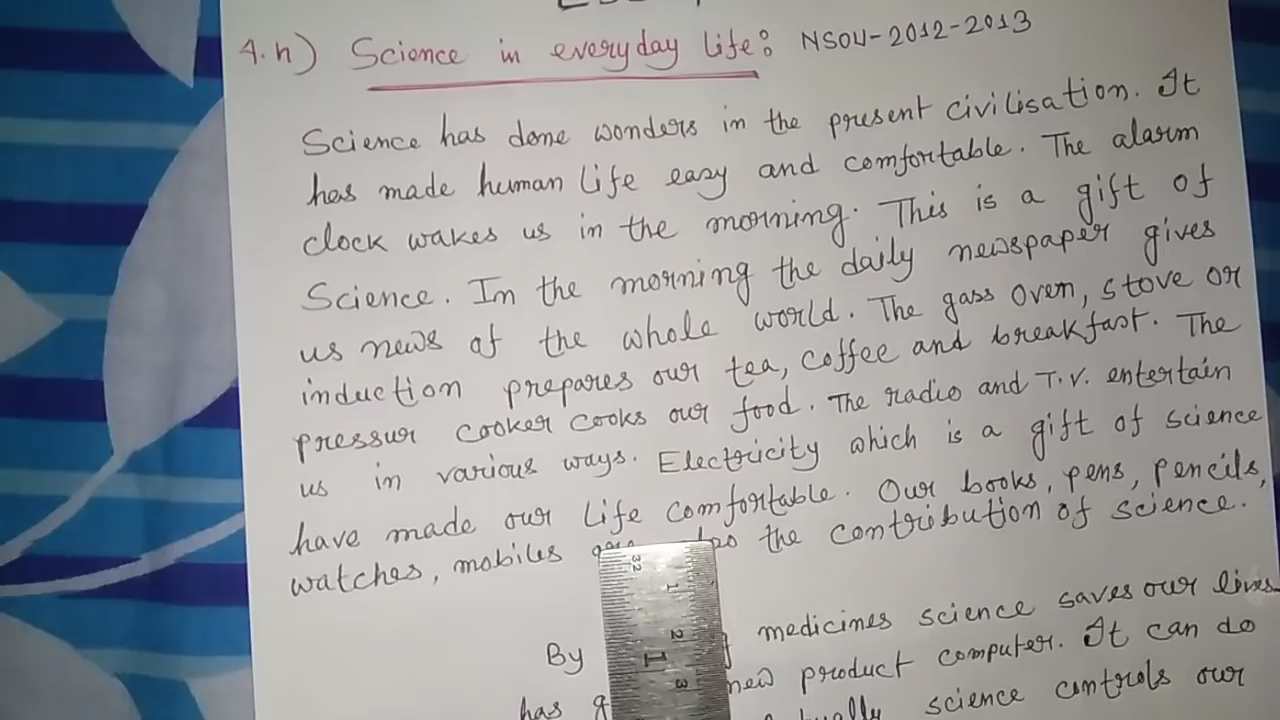 4.h) Science in everyday life: NSOU-2012-2013
Science has done wonders in the present civilisation. It
has made human life easy and comfortable. The alarm
clock wakes us in the morning. This is a gift of
Science. In the morning the daily newspaper gives
us news of the whole world. The gass oven, stove or
induction prepares our tea, coffee and breakfast. The
pressur cooker cooks our food. The radio and T.V. entertain
us in various ways. Electricity which is a gift of science
have made our life comfortable. Our books, pens, pencils,
watches, mobiles the contribution of science.
By medicines science saves our lives
has new product computer. It can do
science controls our
32 1 2 3